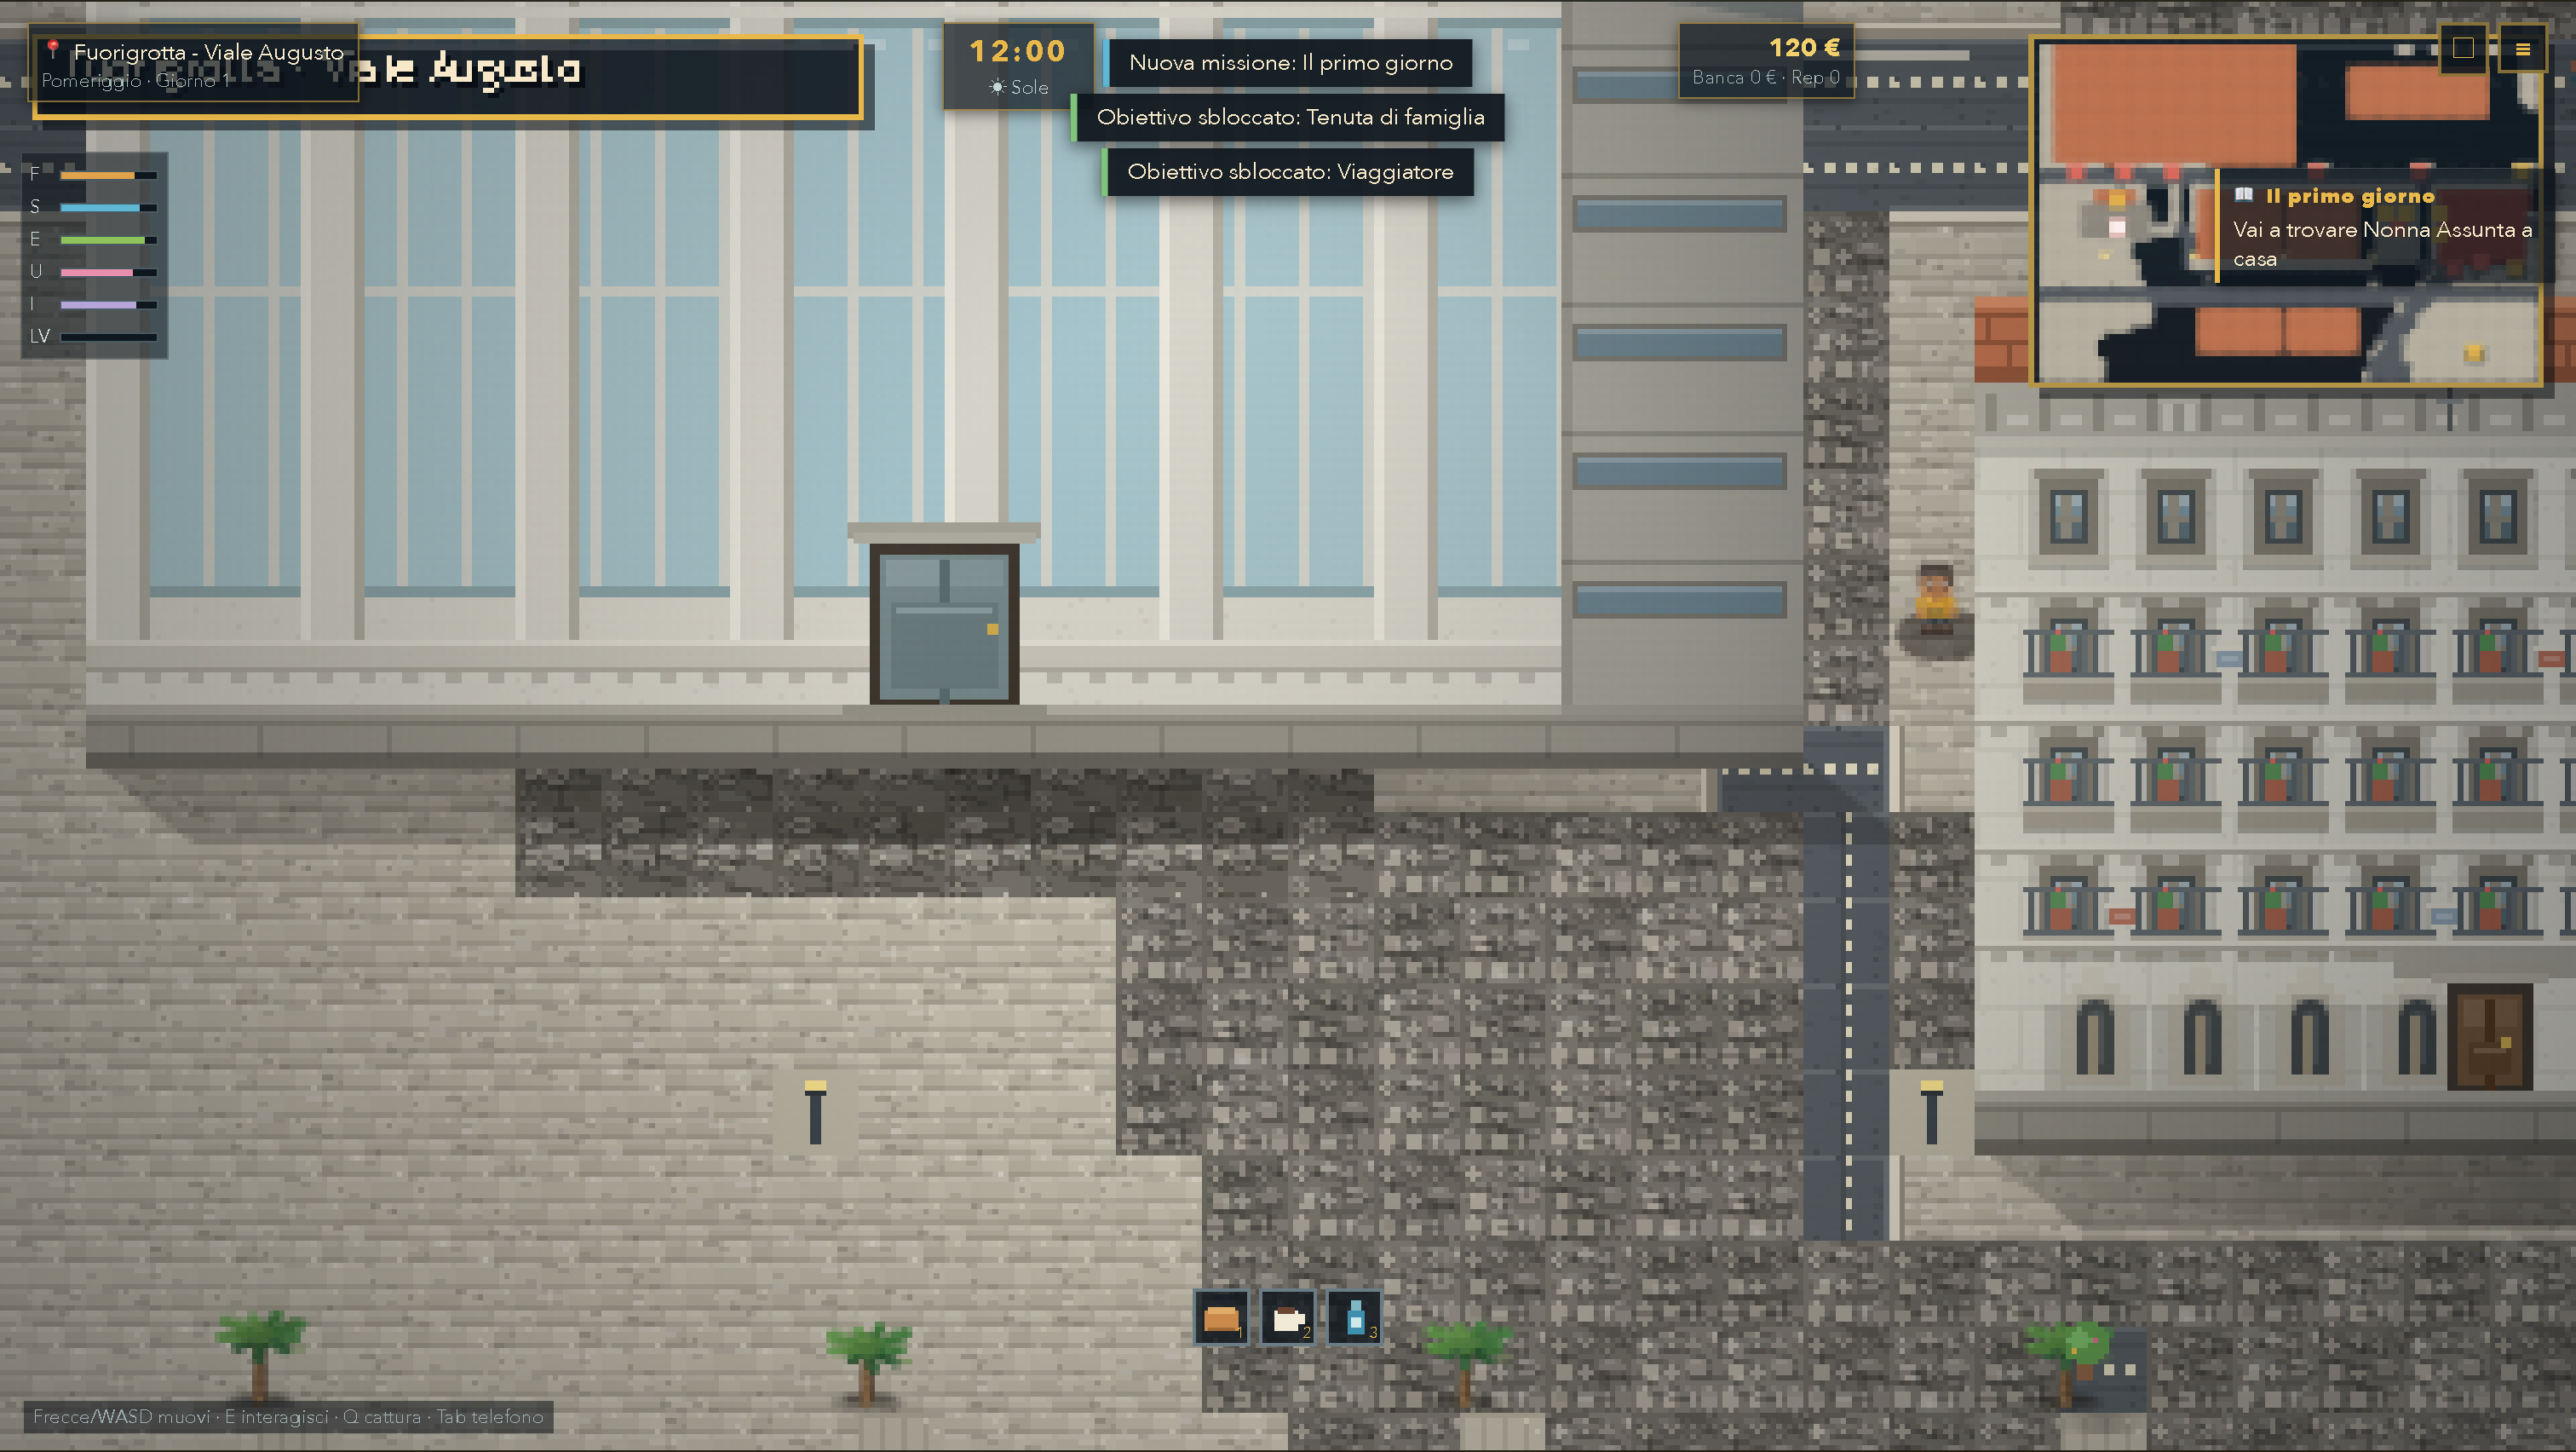 Fuorigrotta - Viale Augusto
Pomeriggio · Giorno 1
Viale Augusto
12:00
Sole
Nuova missione: Il primo giorno
Obiettivo sbloccato: Tenuta di famiglia
Obiettivo sbloccato: Viaggiatore
120 €
Banca 0 € · Rep 0
Il primo giorno
Vai a trovare Nonna Assunta a
casa
F
S
E
U
I
LV
1
2
3
Frecce/WASD muovi · E interagisci · Q cattura · Tab telefono